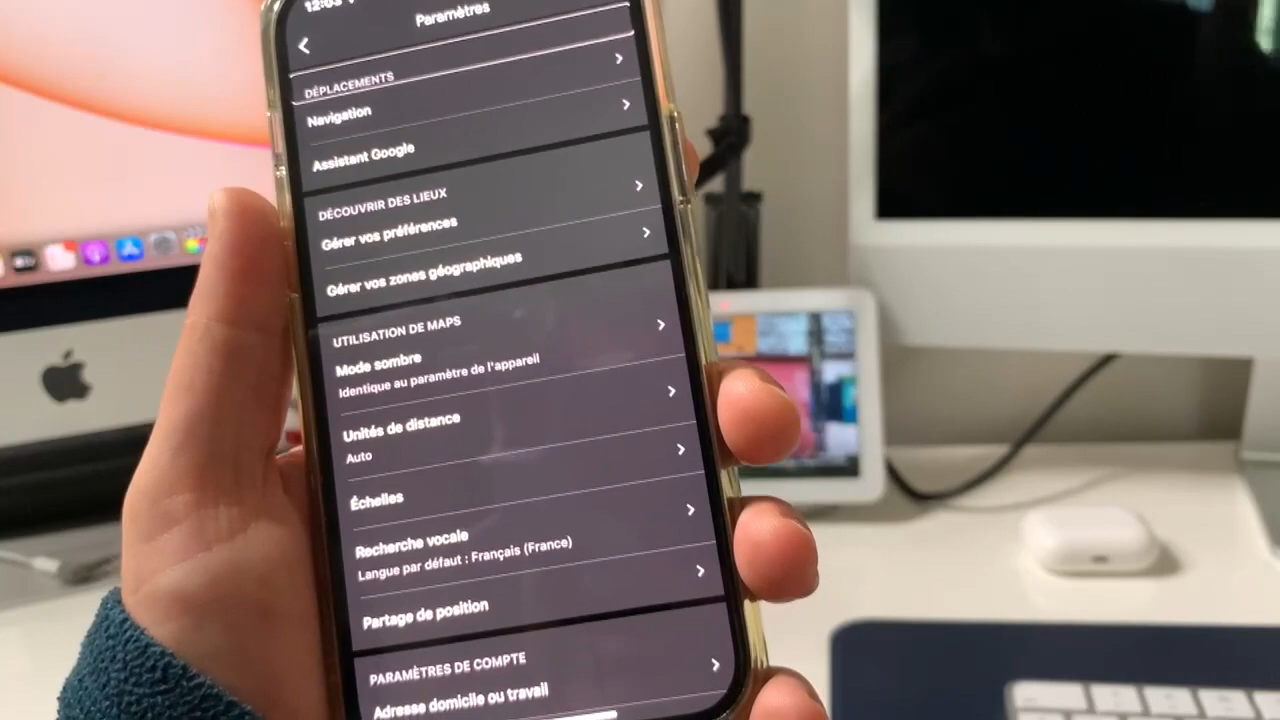 12:03
Paramètres
DÉPLACEMENTS
Navigation
Assistant Google
DÉCOUVRIR DES LIEUX
Gérer vos préférences
Gérer vos zones géographiques
UTILISATION DE MAPS
Mode sombre
Identique au paramètre de l'appareil
Unités de distance
Auto
Échelles
Recherche vocale
Langue par défaut : Français (France)
Partage de position
PARAMÈTRES DE COMPTE
Adresse domicile ou travail